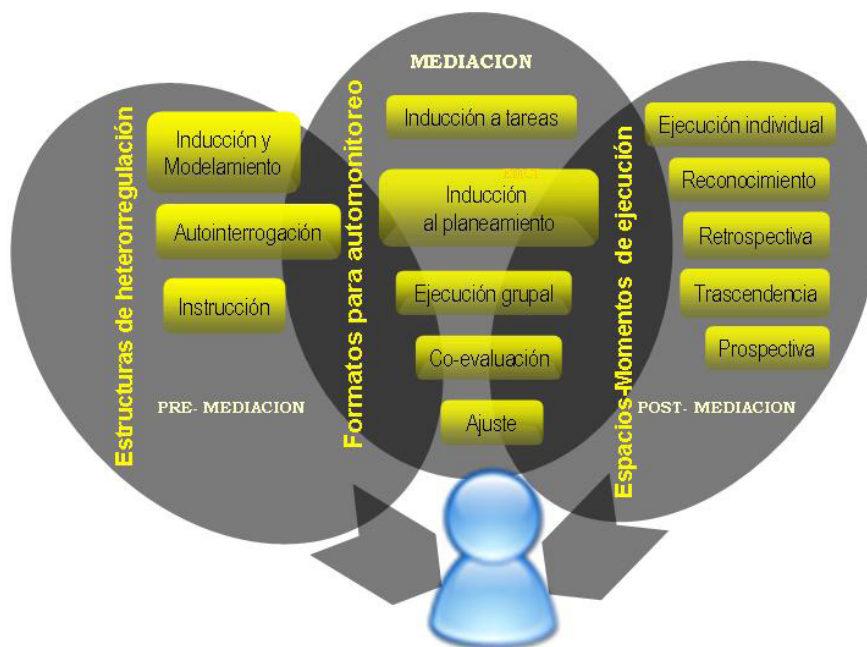 Estructuras de heterorregulación
Inducción y
Modelamiento
Autointerrogación
Instrucción
PRE- MEDIACION
MEDIACION
Formatos para automonitoreo
Inducción a tareas
Inducción
al planeamiento
Ejecución grupal
Co-evaluación
Ajuste
Espacios-Momentos de ejecución
Ejecución individual
Reconocimiento
Retrospectiva
Trascendencia
Prospectiva
POST- MEDIACION